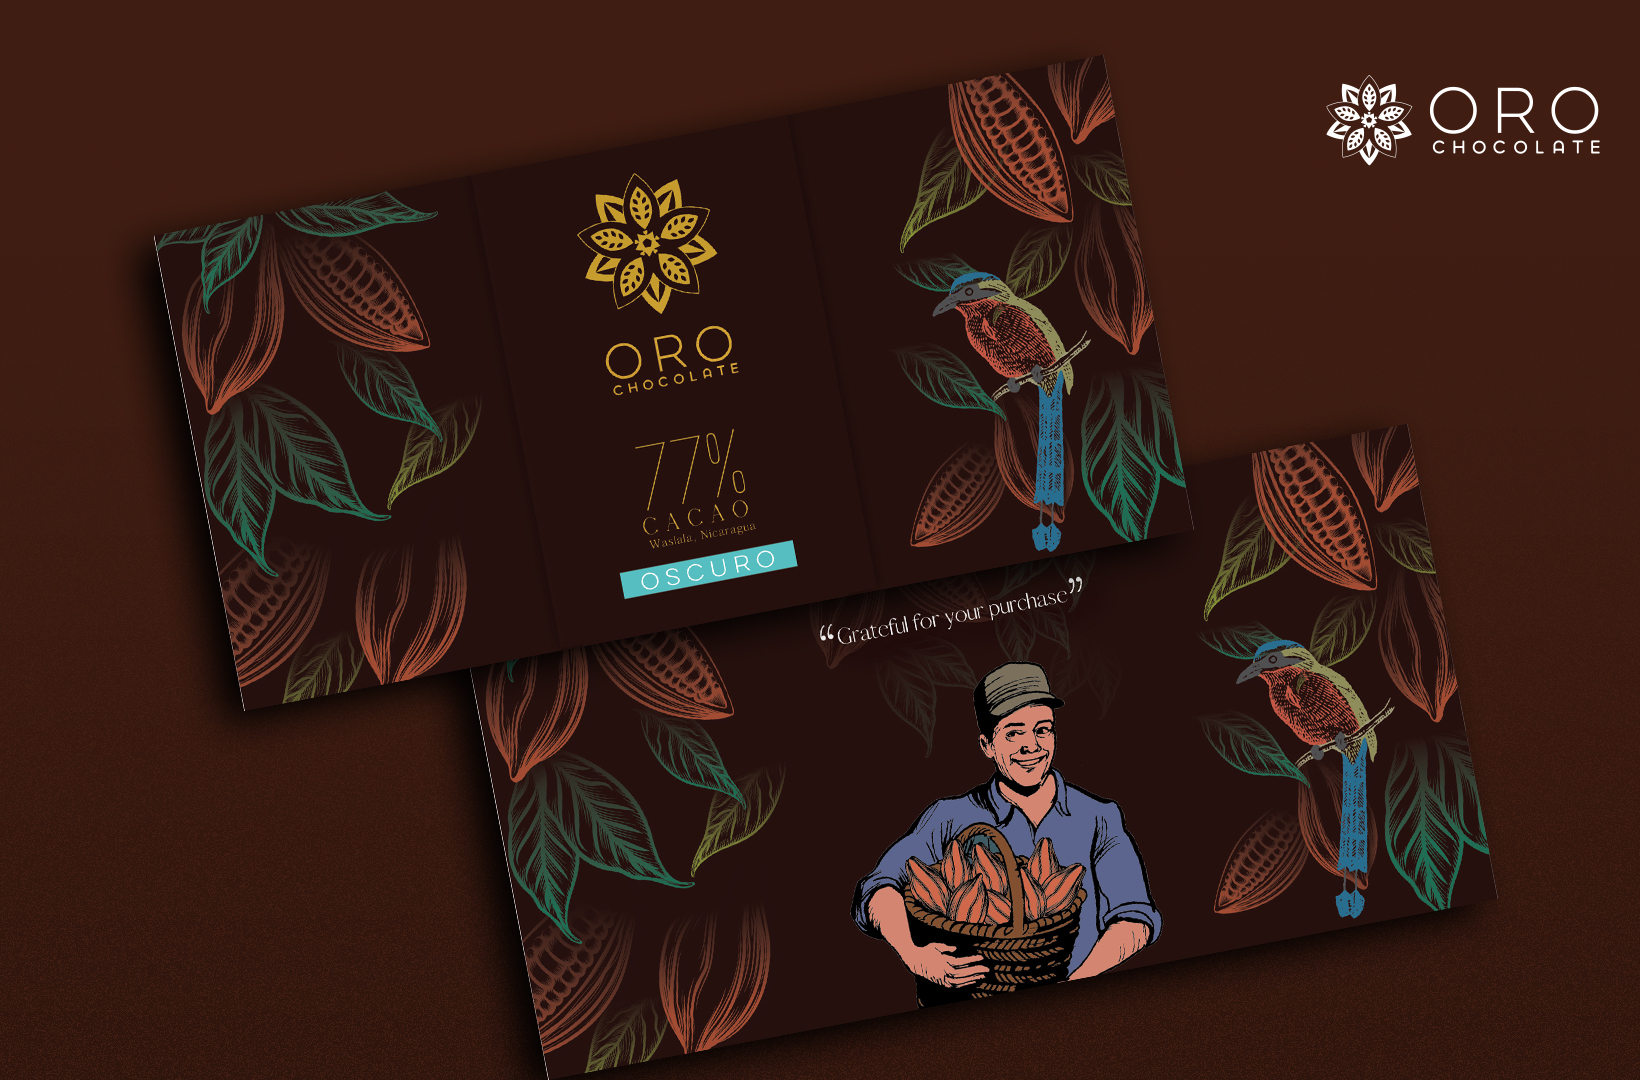 ORO
CHOCOLATE
ORO
CHOCOLATE
77%
CACAO
Waslala, Nicaragua
OSCURO
“Grateful for your purchase”